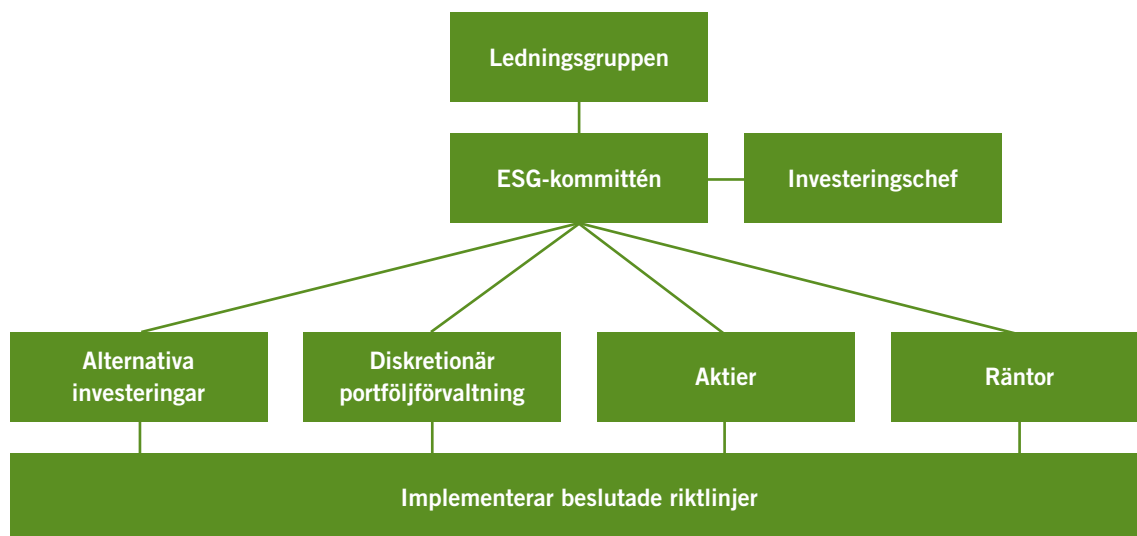 Ledningsgruppen
ESG-kommittén
Investeringschef
Alternativa
investeringar
Diskretionär
portföljförvaltning
Aktier
Räntor
Implementerar beslutade riktlinjer